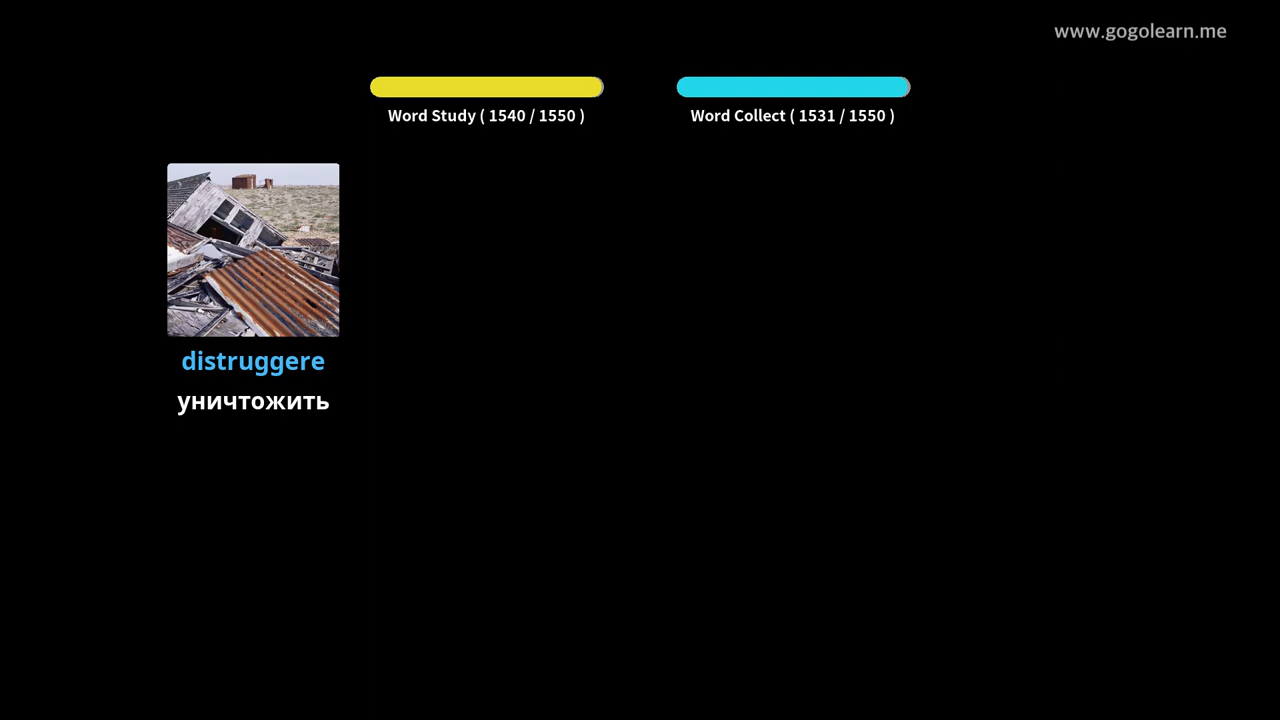 www.gogolearn.me
Word Study ( 1540 / 1550 )
Word Collect ( 1531 / 1550 )
distruggere
уничтожить